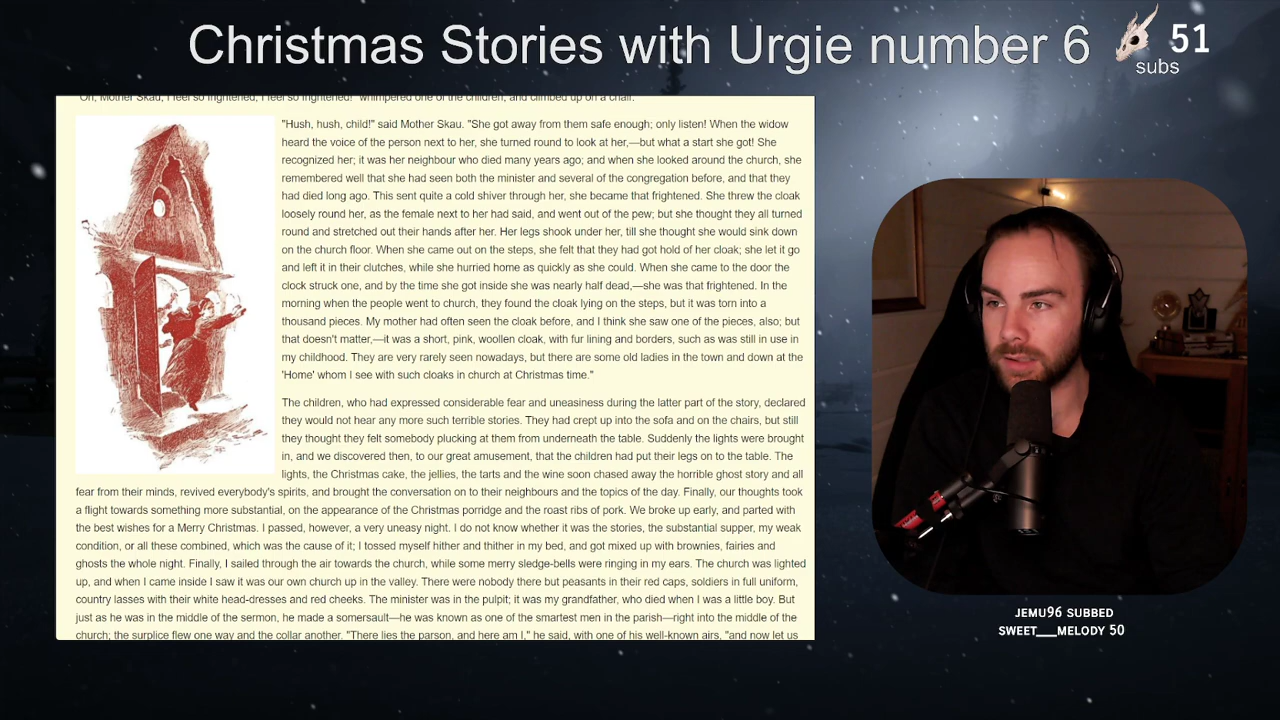 Christmas Stories with Urgie number 6
51
subs
"Oh, Mother Skau, I feel so frightened, I feel so frightened!" whimpered one of the children, and climbed up on a chair.
"Hush, hush, child!" said Mother Skau. "She got away from them safe enough; only listen! When the widow
heard the voice of the person next to her, she turned round to look at her,—but what a start she got! She
recognized her; it was her neighbour who died many years ago; and when she looked around the church, she
remembered well that she had seen both the minister and several of the congregation before, and that they
had died long ago. This sent quite a cold shiver through her, she became that frightened. She threw the cloak
loosely round her, as the female next to her had said, and went out of the pew; but she thought they all turned
round and stretched out their hands after her. Her legs shook under her, till she thought she would sink down
on the church floor. When she came out on the steps, she felt that they had got hold of her cloak; she let it go
and left it in their clutches, while she hurried home as quickly as she could. When she came to the door the
clock struck one, and by the time she got inside she was nearly half dead,—she was that frightened. In the
morning when the people went to church, they found the cloak lying on the steps, but it was torn into a
thousand pieces. My mother had often seen the cloak before, and I think she saw one of the pieces, also; but
that doesn't matter,—it was a short, pink, woollen cloak, with fur lining and borders, such as was still in use in
my childhood. They are very rarely seen nowadays, but there are some old ladies in the town and down at the
'Home' whom I see with such cloaks in church at Christmas time."
The children, who had expressed considerable fear and uneasiness during the latter part of the story, declared
they would not hear any more such terrible stories. They had crept up into the sofa and on the chairs, but still
they thought they felt somebody plucking at them from underneath the table. Suddenly the lights were brought
in, and we discovered then, to our great amusement, that the children had put their legs on to the table. The
lights, the Christmas cake, the jellies, the tarts and the wine soon chased away the horrible ghost story and all
fear from their minds, revived everybody's spirits, and brought the conversation on to their neighbours and the topics of the day. Finally, our thoughts took
a flight towards something more substantial, on the appearance of the Christmas porridge and the roast ribs of pork. We broke up early, and parted with
the best wishes for a Merry Christmas. I passed, however, a very uneasy night. I do not know whether it was the stories, the substantial supper, my weak
condition, or all these combined, which was the cause of it; I tossed myself hither and thither in my bed, and got mixed up with brownies, fairies and
ghosts the whole night. Finally, I sailed through the air towards the church, while some merry sledge-bells were ringing in my ears. The church was lighted
up, and when I came inside I saw it was our own church up in the valley. There were nobody there but peasants in their red caps, soldiers in full uniform,
country lasses with their white head-dresses and red cheeks. The minister was in the pulpit; it was my grandfather, who died when I was a little boy. But
just as he was in the middle of the sermon, he made a somersault—he was known as one of the smartest men in the parish—right into the middle of the
church; the surplice flew one way and the collar another. "There lies the parson, and here am I," he said, with one of his well-known airs, "and now let us
JEMU96 SUBBED
SWEET___MELODY 50